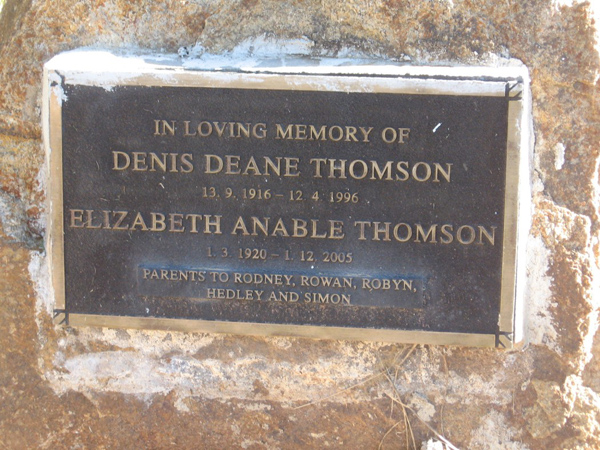 IN LOVING MEMORY OF
DENIS DEANE THOMSON
13. 9. 1916 – 12. 4 1996
ELIZABETH ANABLE THOMSON
1. 3. 1920 – 1. 12. 2005
PARENTS TO RODNEY, ROWAN, ROBYN,
HEDLEY AND SIMON